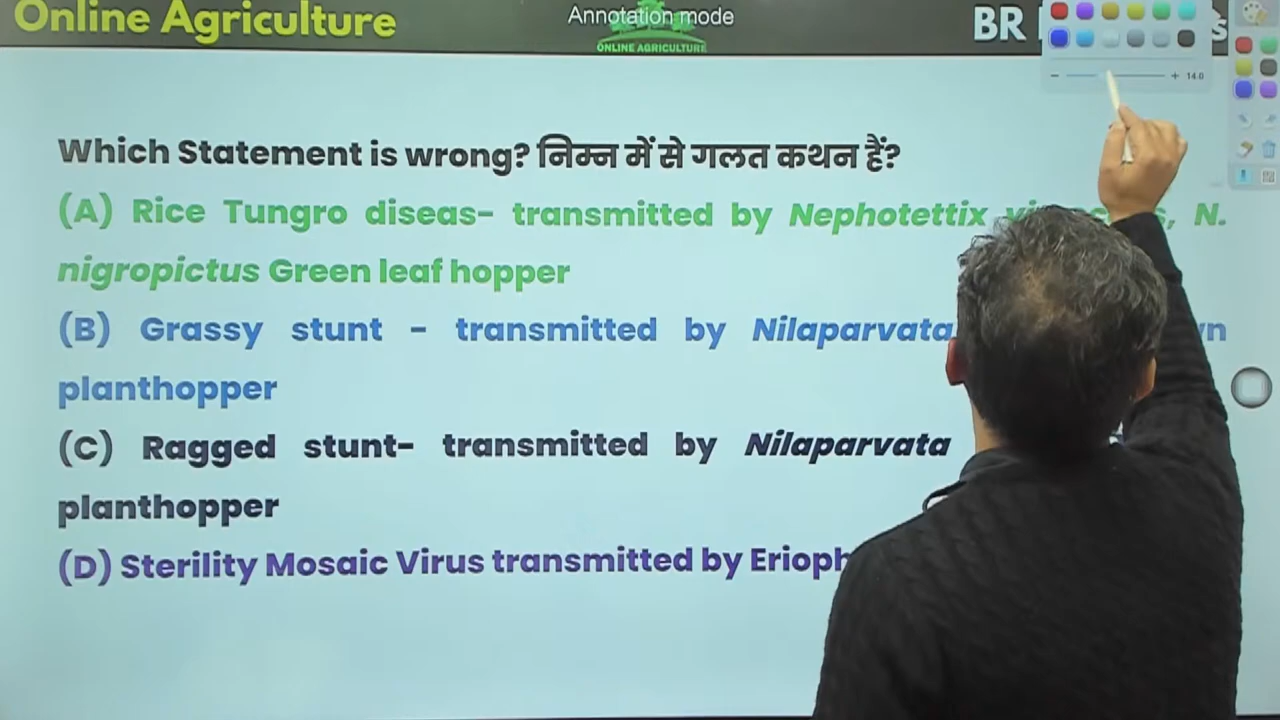 Online Agriculture
Annotation mode
BR
ONLINE AGRICULTURE
14.0
Which Statement is wrong? निम्न में से गलत कथन हैं?
(A) Rice Tungro diseas- transmitted by Nephotettix N.
nigropictus Green leaf hopper
(B) Grassy stunt - transmitted by Nilaparvata
planthopper
(C) Ragged stunt- transmitted by Nilaparvata
planthopper
(D) Sterility Mosaic Virus transmitted by